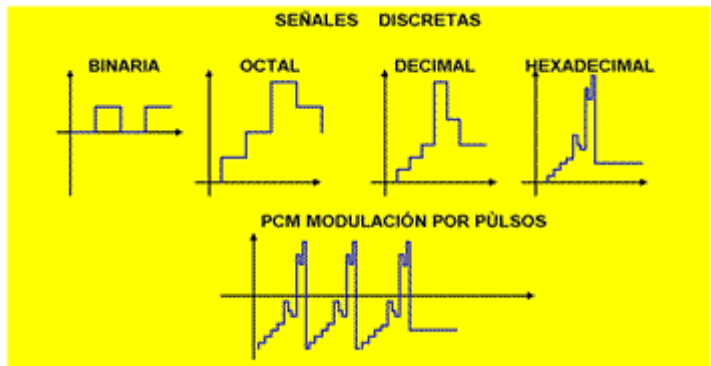 SEÑALES DISCRETAS
BINARIA OCTAL DECIMAL HEXADECIMAL
PCM MODULACIÓN POR PÙLSOS